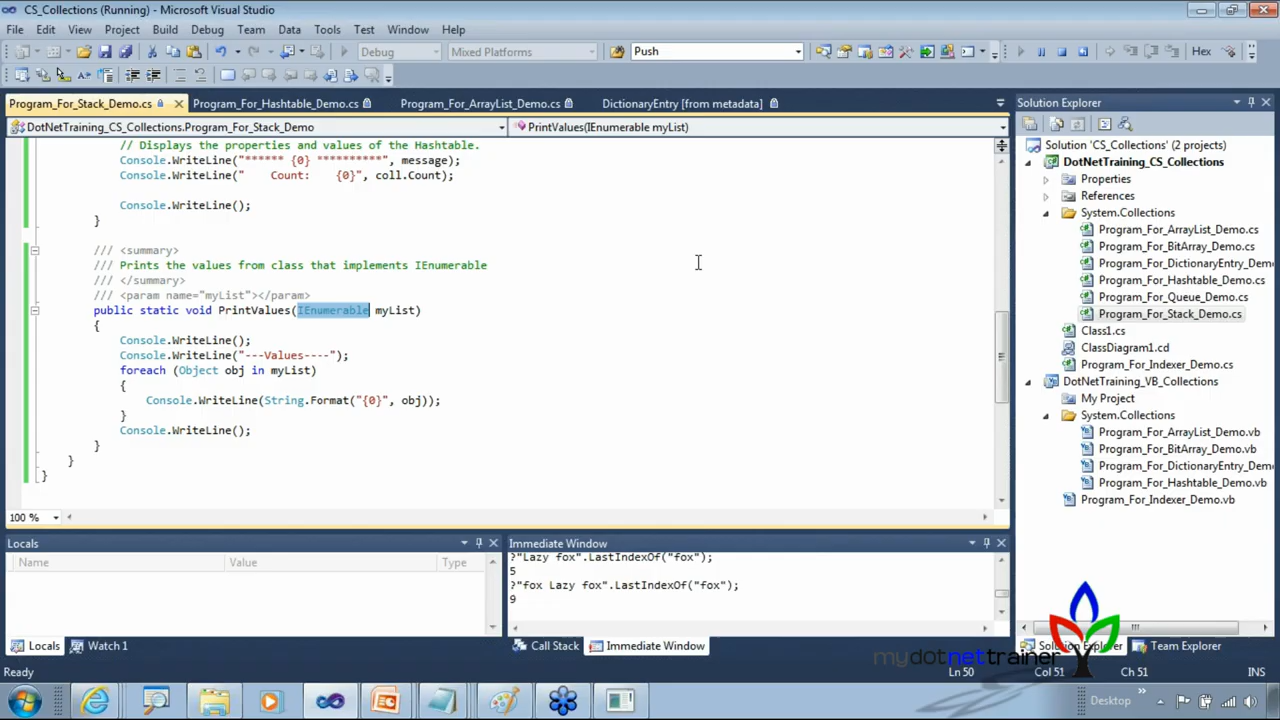 CS_Collections (Running) - Microsoft Visual Studio
File Edit View Project Build Debug Team Data Tools Test Window Help
Debug Mixed Platforms Push Hex
Program_For_Stack_Demo.cs Program_For_Hashtable_Demo.cs Program_For_ArrayList_Demo.cs DictionaryEntry [from metadata]
DotNetTraining_CS_Collections.Program_For_Stack_Demo PrintValues(IEnumerable myList)
// Displays the properties and values of the Hashtable.
Console.WriteLine("****** {0} **********", message);
Console.WriteLine("    Count:    {0}", coll.Count);
Console.WriteLine();
}
/// <summary>
/// Prints the values from class that implements IEnumerable
/// </summary>
/// <param name="myList"></param>
public static void PrintValues(IEnumerable myList)
{
Console.WriteLine();
Console.WriteLine("---Values----");
foreach (Object obj in myList)
{
Console.WriteLine(String.Format("{0}", obj));
}
Console.WriteLine();
}
}
}
100 %
Solution Explorer
Solution 'CS_Collections' (2 projects)
DotNetTraining_CS_Collections
Properties
References
System.Collections
Program_For_ArrayList_Demo.cs
Program_For_BitArray_Demo.cs
Program_For_DictionaryEntry_Demo
Program_For_Hashtable_Demo.cs
Program_For_Queue_Demo.cs
Program_For_Stack_Demo.cs
Class1.cs
ClassDiagram1.cd
Program_For_Indexer_Demo.cs
DotNetTraining_VB_Collections
My Project
System.Collections
Program_For_ArrayList_Demo.vb
Program_For_BitArray_Demo.vb
Program_For_DictionaryEntry_Demo
Program_For_Hashtable_Demo.vb
Program_For_Indexer_Demo.vb
Locals
Name Value Type
Locals Watch 1
Immediate Window
?"Lazy fox".LastIndexOf("fox");
5
?"fox Lazy fox".LastIndexOf("fox");
9
Call Stack Immediate Window
Solution Explorer Team Explorer
mydotnettrainer
Ready Ln 50 Col 51 Ch 51 INS
Desktop